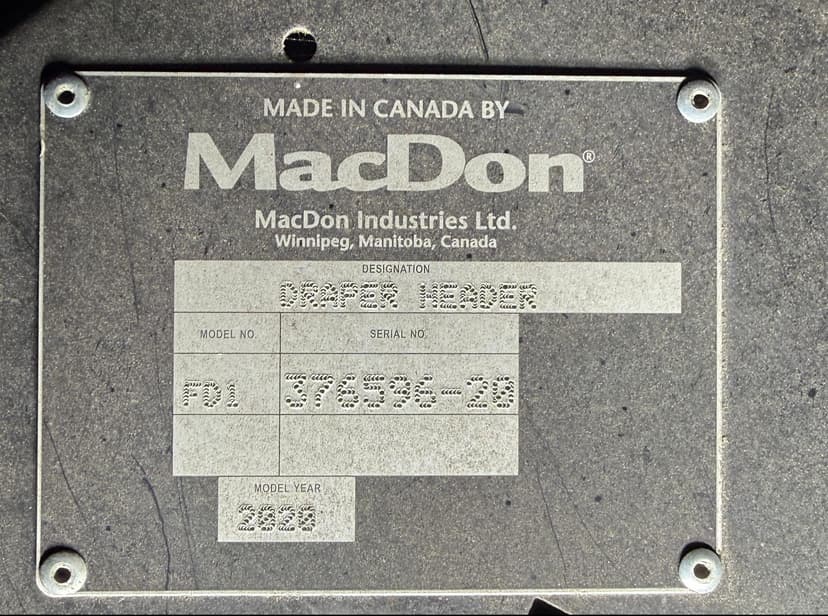 MADE IN CANADA BY
MacDon®
MacDon Industries Ltd.
Winnipeg, Manitoba, Canada
DESIGNATION
DRAPER HEADER
MODEL NO. SERIAL NO.
FD1 376596-20
MODEL YEAR
2020